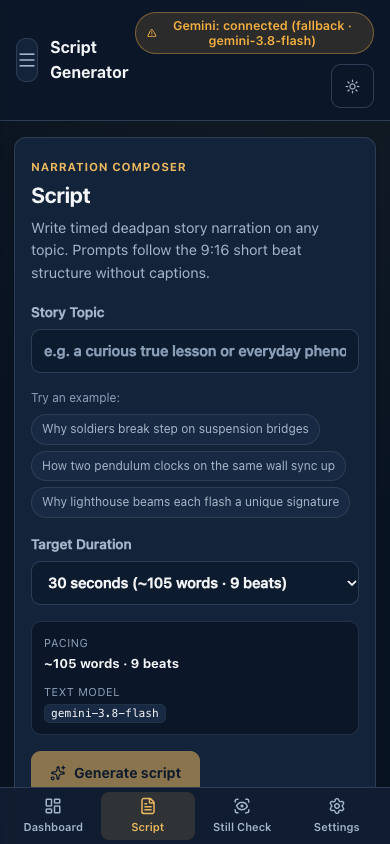 Script
Generator
Gemini: connected (fallback ·
gemini-3.8-flash)
NARRATION COMPOSER
Script
Write timed deadpan story narration on any
topic. Prompts follow the 9:16 short beat
structure without captions.
Story Topic
e.g. a curious true lesson or everyday pheno
Try an example:
Why soldiers break step on suspension bridges
How two pendulum clocks on the same wall sync up
Why lighthouse beams each flash a unique signature
Target Duration
30 seconds (~105 words · 9 beats)
PACING
~105 words · 9 beats
TEXT MODEL
gemini-3.8-flash
Generate script
Dashboard
Script
Still Check
Settings